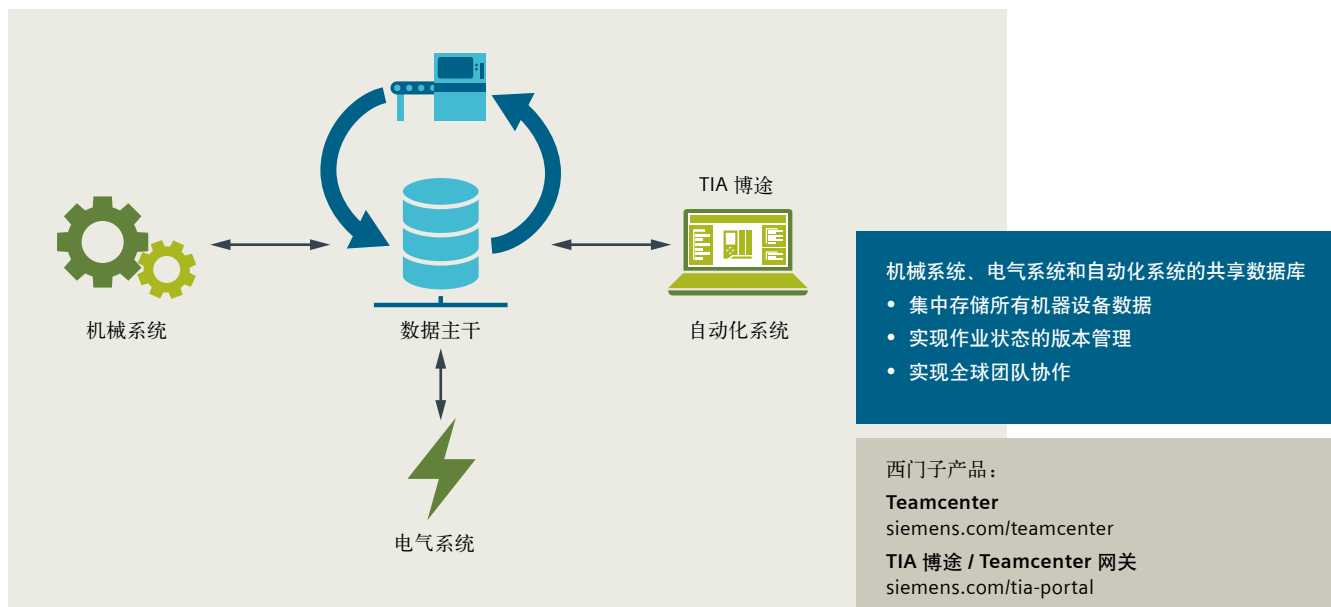 TIA 博途
机械系统
数据主干
自动化系统
电气系统
机械系统、电气系统和自动化系统的共享数据库
• 集中存储所有机器设备数据
• 实现作业状态的版本管理
• 实现全球团队协作
西门子产品：
Teamcenter
siemens.com/teamcenter
TIA 博途 / Teamcenter 网关
siemens.com/tia-portal